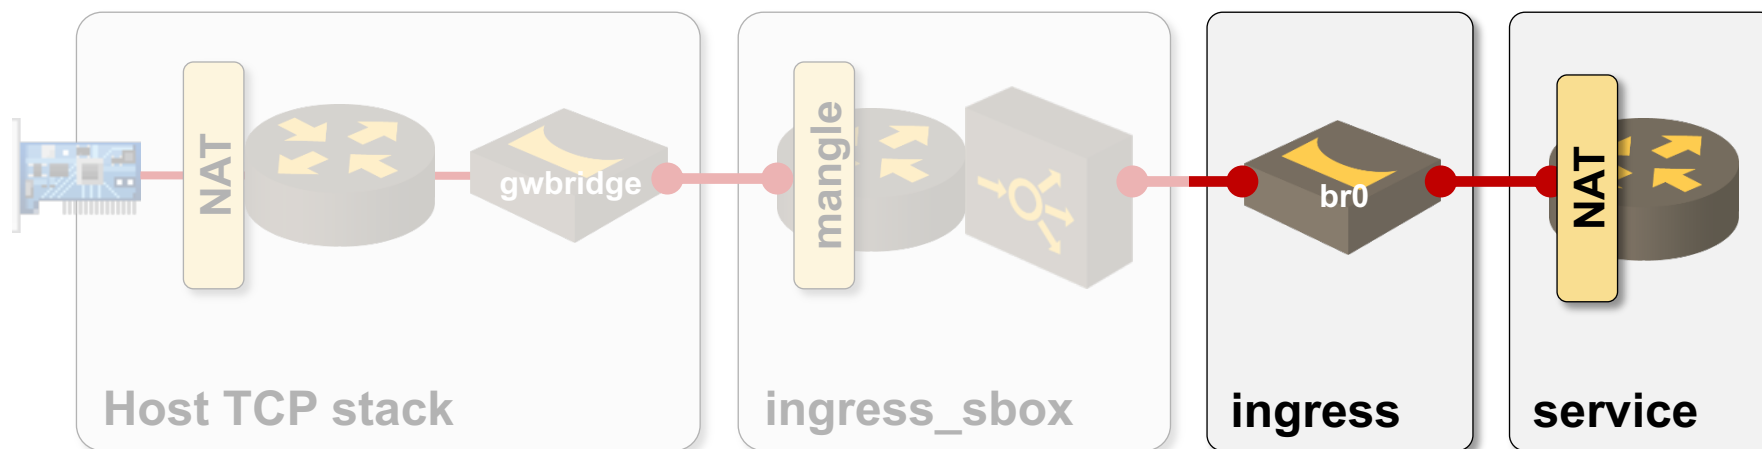 NAT
gwbridge
Host TCP stack
mangle
ingress_sbox
br0
ingress
NAT
service